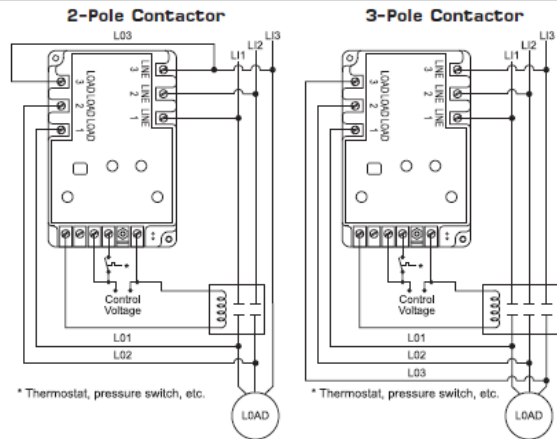 2-Pole Contactor
L03
LI1
LI2
LI3
3 LOAD
2 LOAD
1 LOAD
3 LINE
2 LINE
1 LINE
*
Control
Voltage
L01
L02
* Thermostat, pressure switch, etc.
LOAD
3-Pole Contactor
LI1
LI2
LI3
3 LOAD
2 LOAD
1 LOAD
3 LINE
2 LINE
1 LINE
*
Control
Voltage
L01
L02
L03
* Thermostat, pressure switch, etc.
LOAD